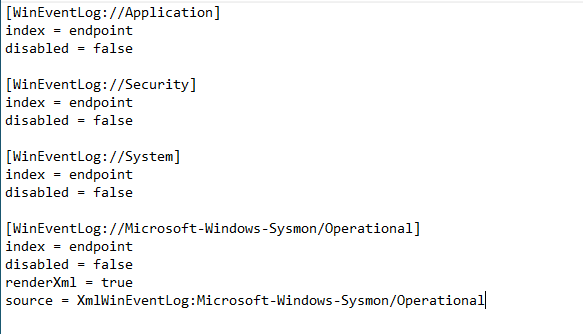 [WinEventLog://Application]
index = endpoint
disabled = false
[WinEventLog://Security]
index = endpoint
disabled = false
[WinEventLog://System]
index = endpoint
disabled = false
[WinEventLog://Microsoft-Windows-Sysmon/Operational]
index = endpoint
disabled = false
renderXml = true
source = XmlWinEventLog:Microsoft-Windows-Sysmon/Operational